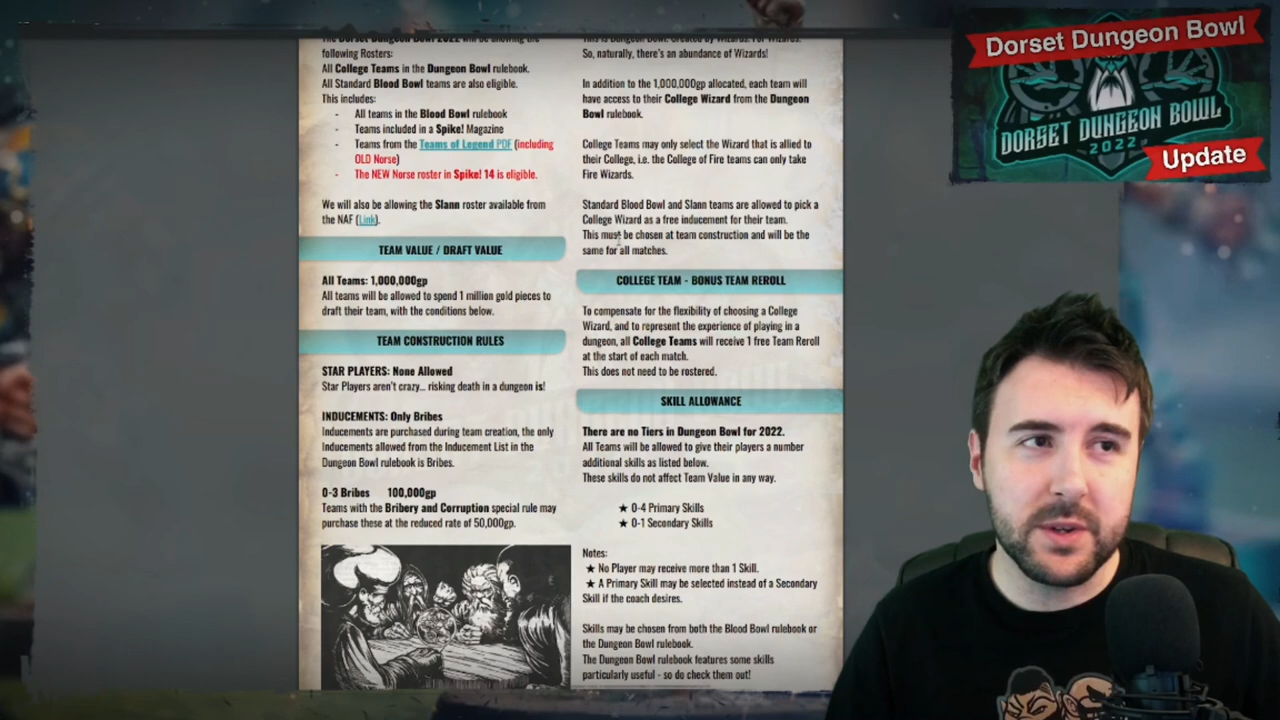 The Dorset Dungeon Bowl 2022 will be allowing the
following Rosters:
All College Teams in the Dungeon Bowl rulebook.
All Standard Blood Bowl teams are also eligible.
This includes:
- All teams in the Blood Bowl rulebook
- Teams included in a Spike! Magazine
- Teams from the Teams of Legend PDF (including
OLD Norse)
- The NEW Norse roster in Spike! 14 is eligible.
We will also be allowing the Slann roster available from
the NAF (Link).
TEAM VALUE / DRAFT VALUE
All Teams: 1,000,000gp
All teams will be allowed to spend 1 million gold pieces to
draft their team, with the conditions below.
TEAM CONSTRUCTION RULES
STAR PLAYERS: None Allowed
Star Players aren't crazy... risking death in a dungeon is!
INDUCEMENTS: Only Bribes
Inducements are purchased during team creation, the only
Inducements allowed from the Inducement List in the
Dungeon Bowl rulebook is Bribes.
0-3 Bribes 100,000gp
Teams with the Bribery and Corruption special rule may
purchase these at the reduced rate of 50,000gp.
This is Dungeon Bowl. Created by Wizards. For Wizards.
So, naturally, there's an abundance of Wizards!
In addition to the 1,000,000gp allocated, each team will
have access to their College Wizard from the Dungeon
Bowl rulebook.
College Teams may only select the Wizard that is allied to
their College, i.e. the College of Fire teams can only take
Fire Wizards.
Standard Blood Bowl and Slann teams are allowed to pick a
College Wizard as a free inducement for their team.
This must be chosen at team construction and will be the
same for all matches.
COLLEGE TEAM - BONUS TEAM REROLL
To compensate for the flexibility of choosing a College
Wizard, and to represent the experience of playing in a
dungeon, all College Teams will receive 1 free Team Reroll
at the start of each match.
This does not need to be rostered.
SKILL ALLOWANCE
There are no Tiers in Dungeon Bowl for 2022.
All Teams will be allowed to give their players a number
additional skills as listed below.
These skills do not affect Team Value in any way.
★ 0-4 Primary Skills
★ 0-1 Secondary Skills
Notes:
★ No Player may receive more than 1 Skill.
★ A Primary Skill may be selected instead of a Secondary
Skill if the coach desires.
Skills may be chosen from both the Blood Bowl rulebook or
the Dungeon Bowl rulebook.
The Dungeon Bowl rulebook features some skills
particularly useful - so do check them out!
Dorset Dungeon Bowl
DORSET DUNGEON BOWL
2022
Update